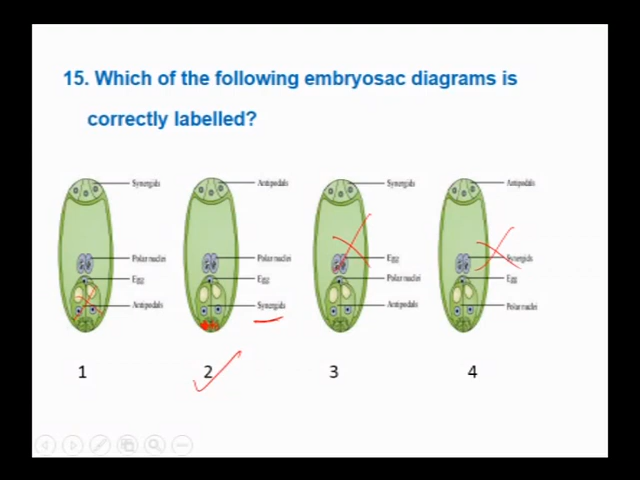 15. Which of the following embryosac diagrams is
correctly labelled?
Synergids
Polar nuclei
Egg
Antipodals
1
Antipodals
Polar nuclei
Egg
Synergids
2
Synergids
Egg
Polar nuclei
Antipodals
3
Antipodals
Synergids
Egg
Polar nuclei
4